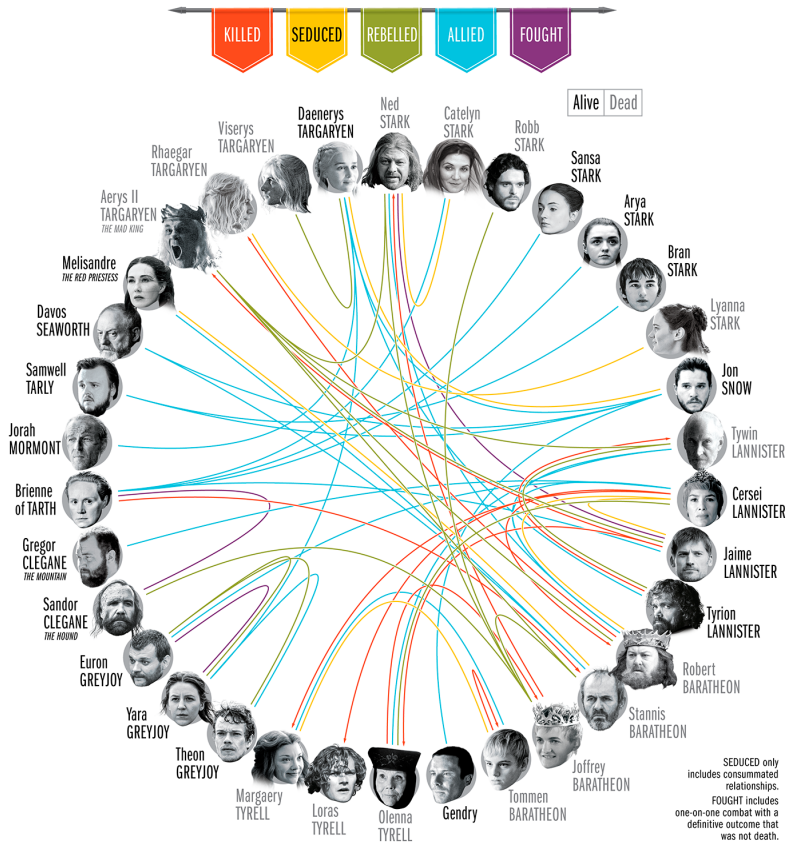 KILLED
SEDUCED
REBELLED
ALLIED
FOUGHT
Alive
Dead
Ned
STARK
Catelyn
STARK
Robb
STARK
Sansa
STARK
Arya
STARK
Bran
STARK
Lyanna
STARK
Jon
SNOW
Tywin
LANNISTER
Cersei
LANNISTER
Jaime
LANNISTER
Tyrion
LANNISTER
Robert
BARATHEON
Stannis
BARATHEON
Joffrey
BARATHEON
Tommen
BARATHEON
Gendry
Olenna
TYRELL
Loras
TYRELL
Margaery
TYRELL
Theon
GREYJOY
Yara
GREYJOY
Euron
GREYJOY
Sandor
CLEGANE
THE HOUND
Gregor
CLEGANE
THE MOUNTAIN
Brienne
of TARTH
Jorah
MORMONT
Samwell
TARLY
Davos
SEAWORTH
Melisandre
THE RED PRIESTESS
Aerys II
TARGARYEN
THE MAD KING
Rhaegar
TARGARYEN
Viserys
TARGARYEN
Daenerys
TARGARYEN
SEDUCED only
includes consummated
relationships.
FOUGHT includes
one-on-one combat with a
definitive outcome that
was not death.